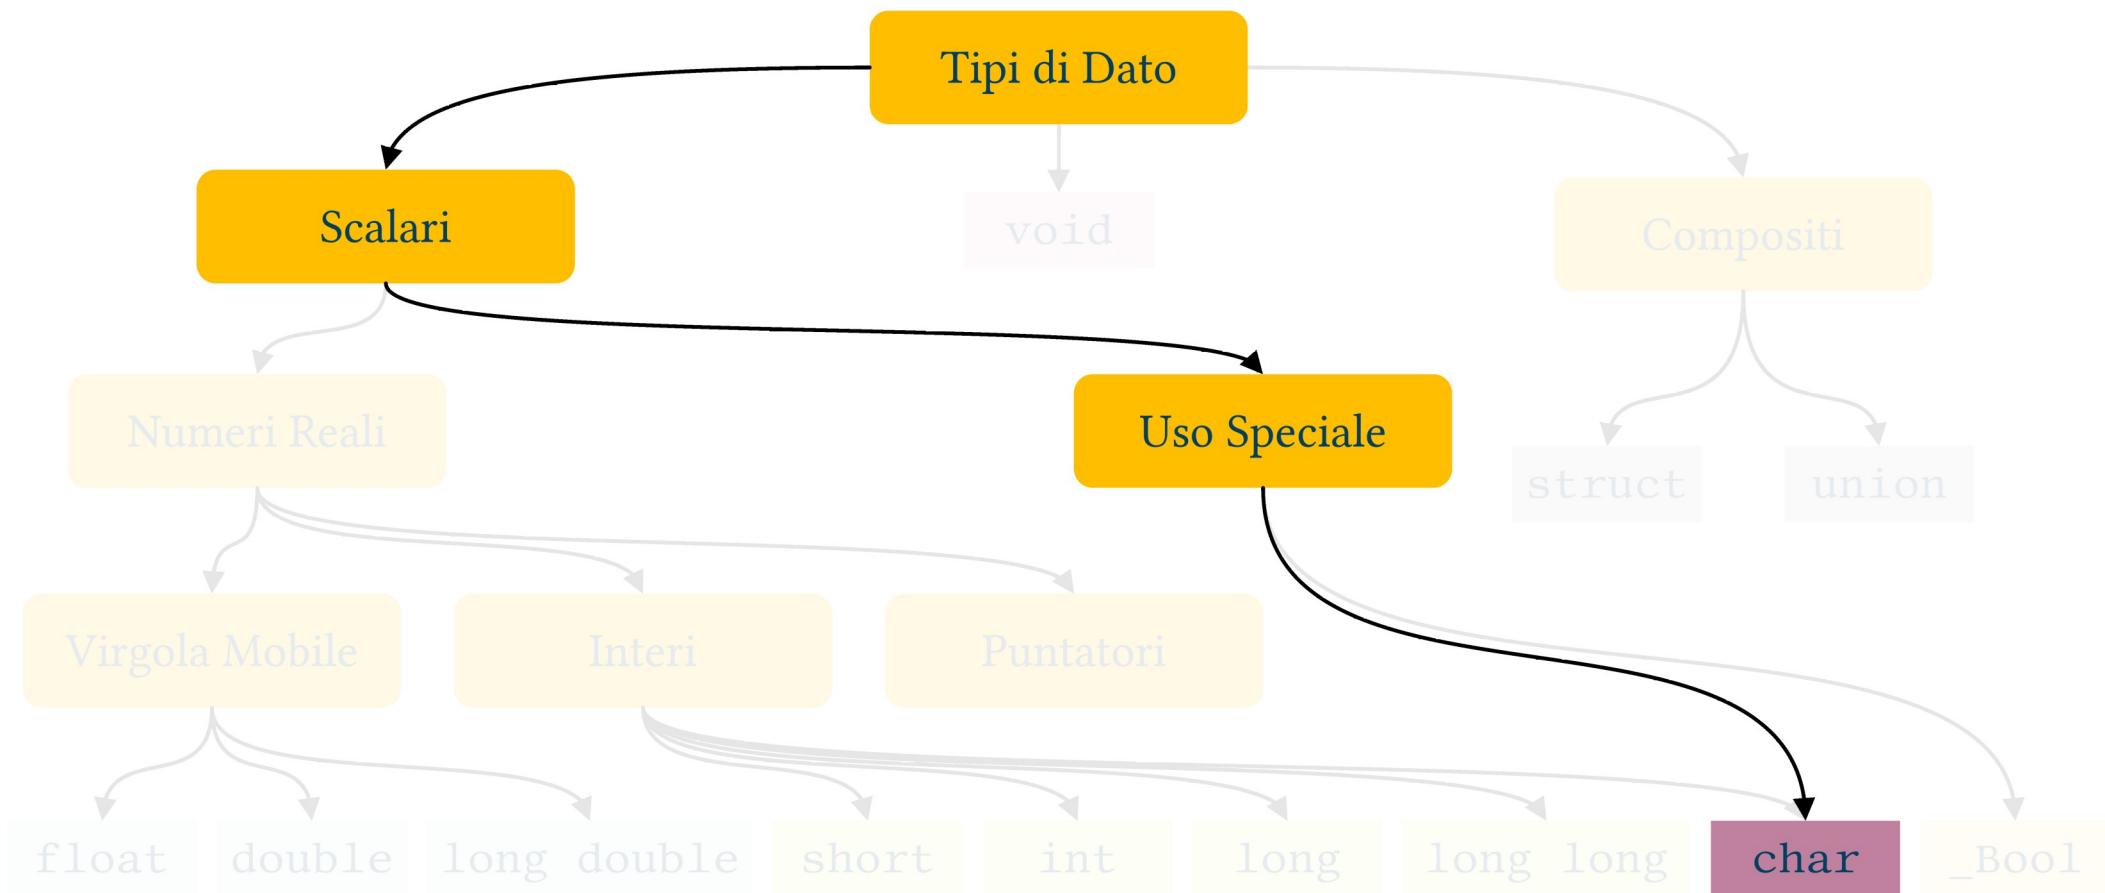 Tipi di Dato
Scalari
void
Compositi
Numeri Reali
Uso Speciale
struct
union
Virgola Mobile
Interi
Puntatori
float
double
long double
short
int
long
long long
char
_Bool